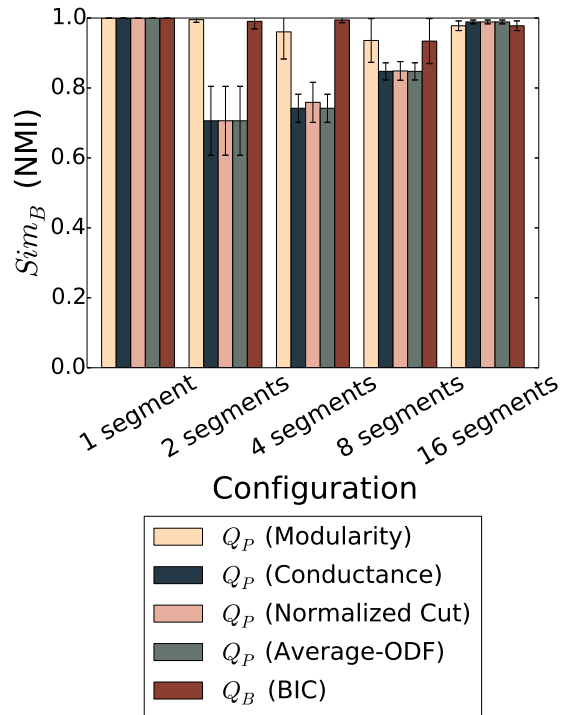 1.0
0.8
0.6
0.4
0.2
0.0
Sim_B (NMI)
1 segment
2 segments
4 segments
8 segments
16 segments
Configuration
Q_P (Modularity)
Q_P (Conductance)
Q_P (Normalized Cut)
Q_P (Average-ODF)
Q_B (BIC)